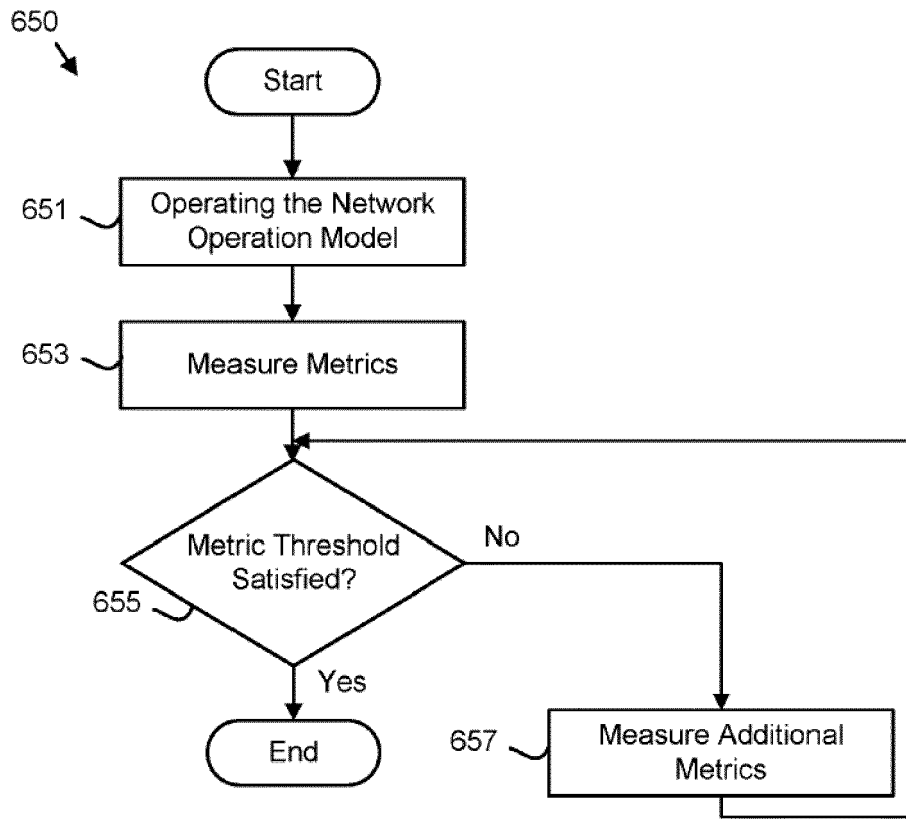 650
Start
651
Operating the Network
Operation Model
653
Measure Metrics
No
Metric Threshold
Satisfied?
655
Yes
End
657
Measure Additional
Metrics